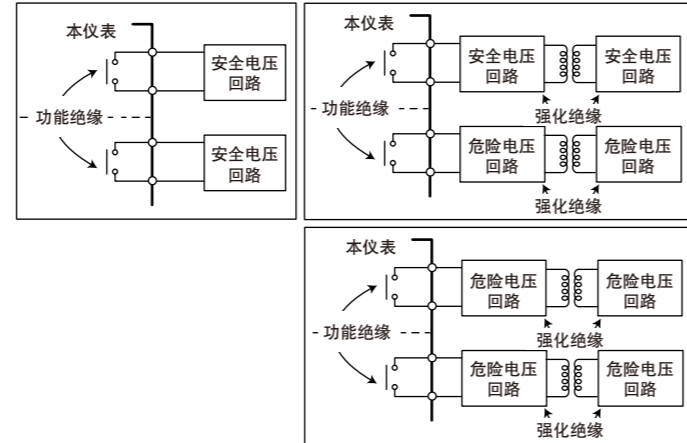 本仪表
安全电压
回路
功能绝缘
安全电压
回路
本仪表
安全电压
回路
安全电压
回路
强化绝缘
功能绝缘
危险电压
回路
危险电压
回路
强化绝缘
本仪表
危险电压
回路
危险电压
回路
强化绝缘
功能绝缘
危险电压
回路
危险电压
回路
强化绝缘